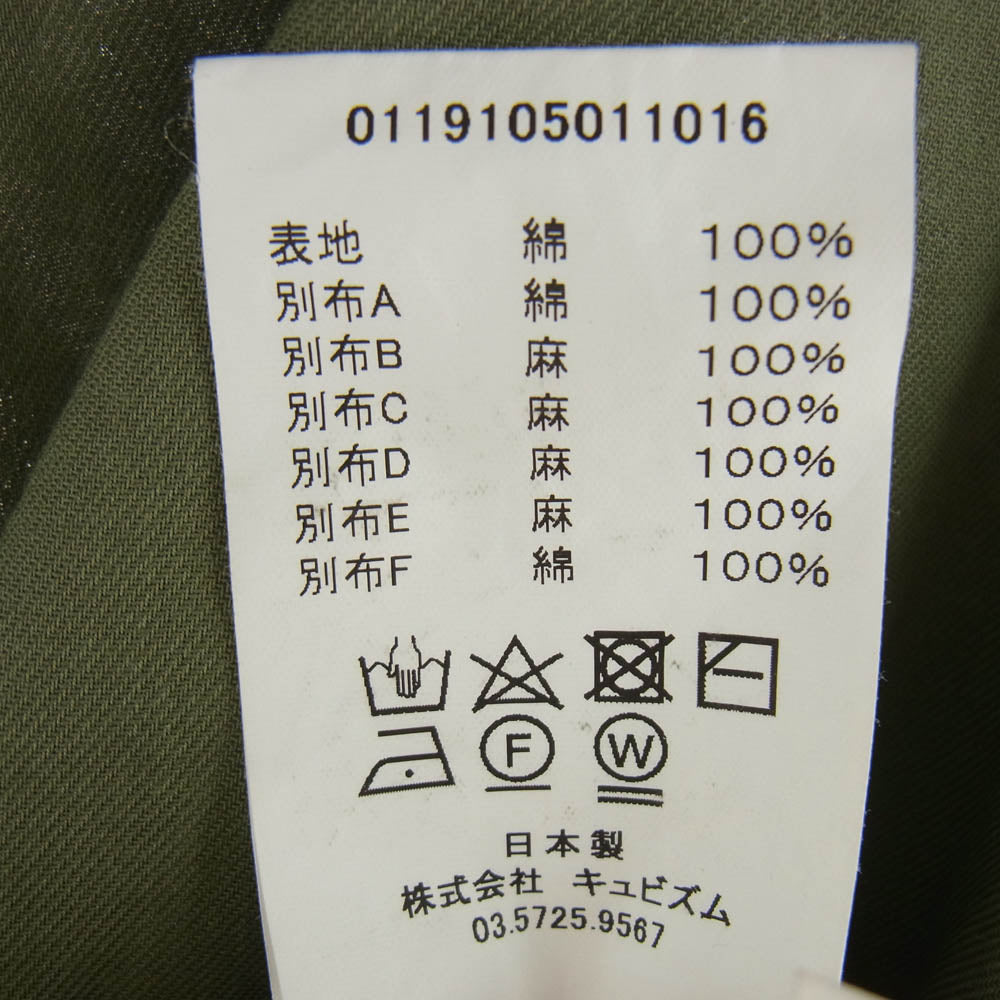 0119105011016
表地 綿 100%
別布A 綿 100%
別布B 麻 100%
別布C 麻 100%
別布D 麻 100%
別布E 麻 100%
別布F 綿 100%
F W
日本製
株式会社 キュビズム
03.5725.9567